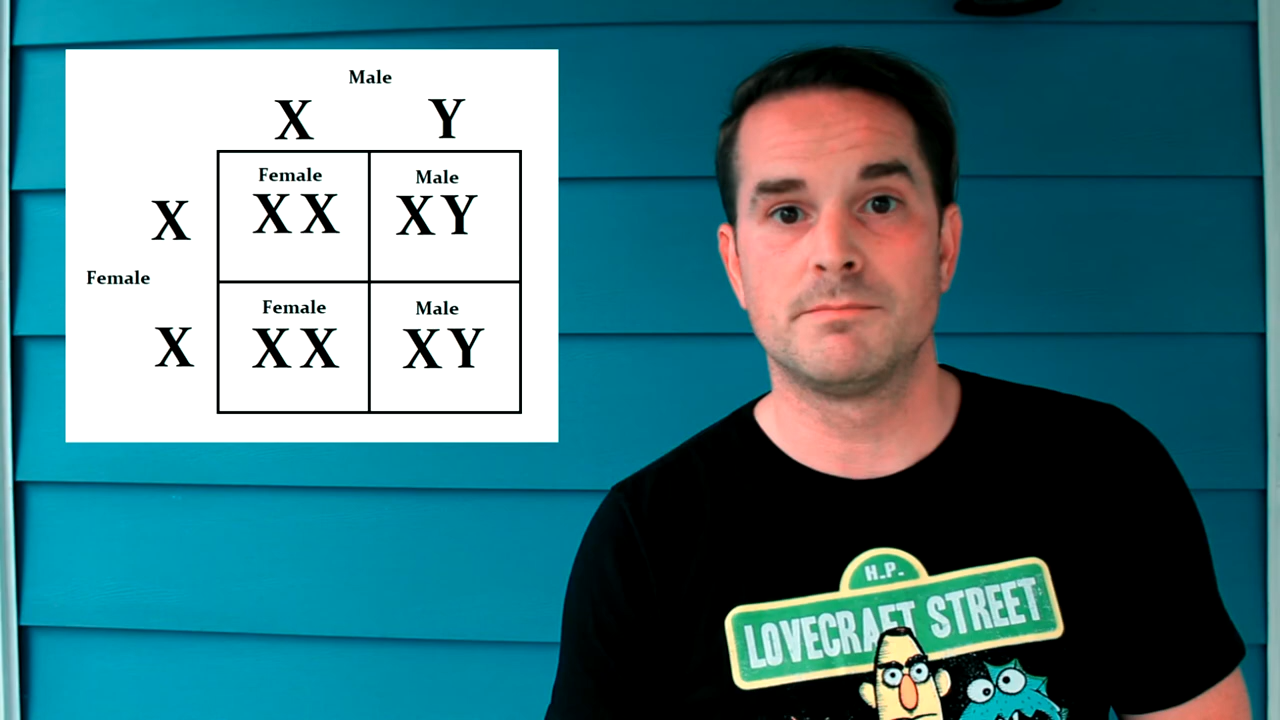 Male
X Y
Female Male
X XX XY
Female
Female Male
X XX XY
H.P.
LOVECRAFT STREET